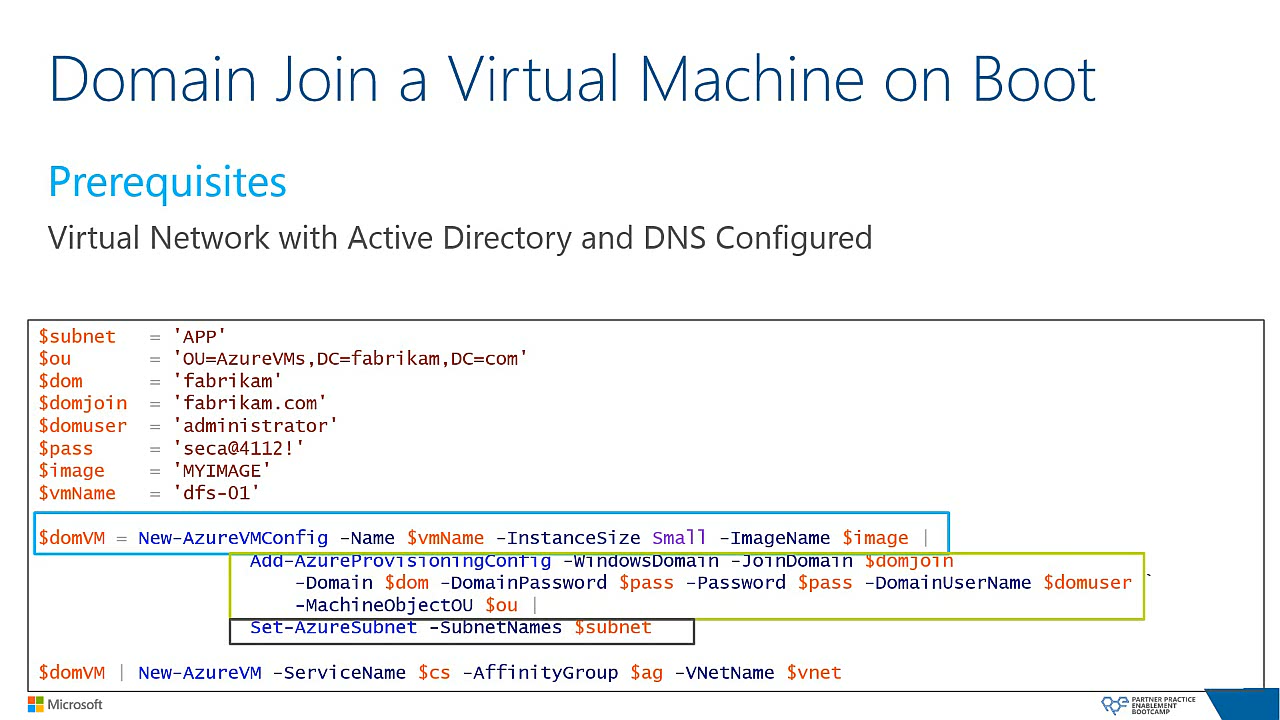 Domain Join a Virtual Machine on Boot
Prerequisites
Virtual Network with Active Directory and DNS Configured
$subnet = 'APP'
$ou = 'OU=AzureVMs,DC=fabrikam,DC=com'
$dom = 'fabrikam'
$domjoin = 'fabrikam.com'
$domuser = 'administrator'
$pass = 'seca@4112!'
$image = 'MYIMAGE'
$vmName = 'dfs-01'
$domVM = New-AzureVMConfig -Name $vmName -InstanceSize Small -ImageName $image |
Add-AzureProvisioningConfig -WindowsDomain -JoinDomain $domjoin
-Domain $dom -DomainPassword $pass -Password $pass -DomainUserName $domuser `
-MachineObjectOU $ou |
Set-AzureSubnet -SubnetNames $subnet
$domVM | New-AzureVM -ServiceName $cs -AffinityGroup $ag -VNetName $vnet
Microsoft
PARTNER PRACTICE
ENABLEMENT
BOOTCAMP